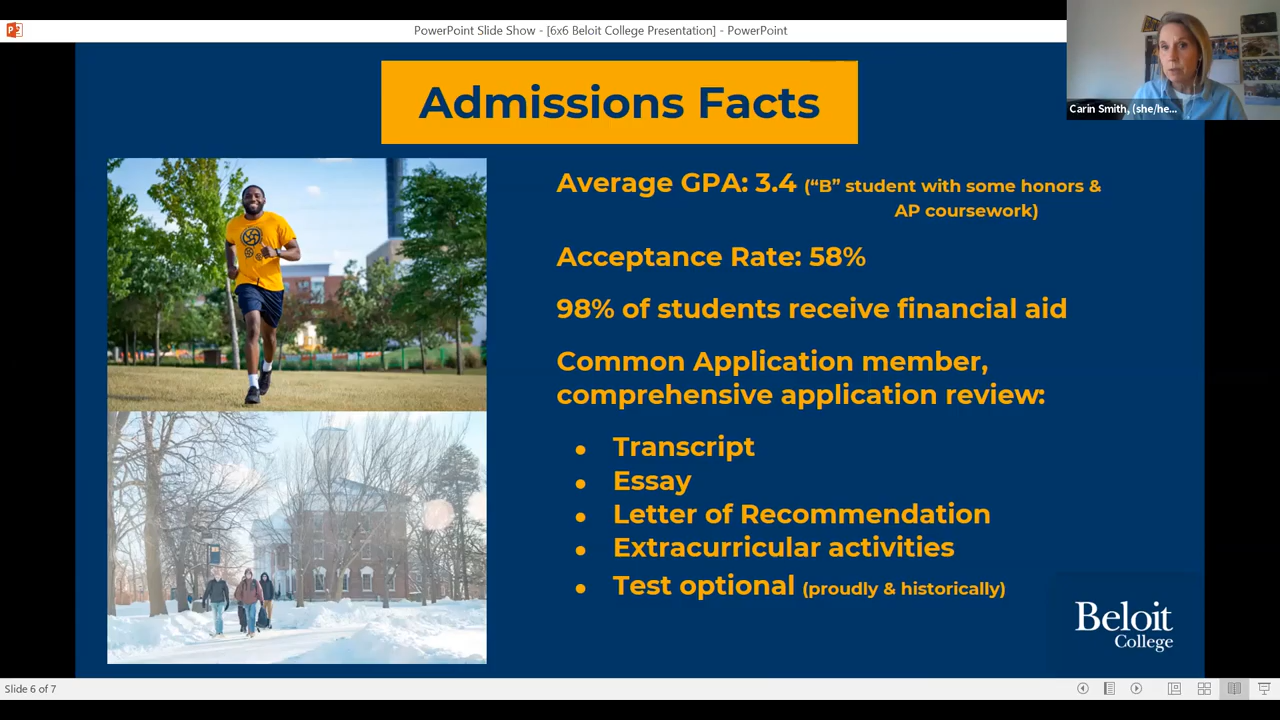 PowerPoint Slide Show - [6x6 Beloit College Presentation] - PowerPoint
Carin Smith, (she/he...
Admissions Facts
Average GPA: 3.4 (“B” student with some honors &
AP coursework)
Acceptance Rate: 58%
98% of students receive financial aid
Common Application member,
comprehensive application review:
● Transcript
● Essay
● Letter of Recommendation
● Extracurricular activities
● Test optional (proudly & historically)
Beloit
College
Slide 6 of 7